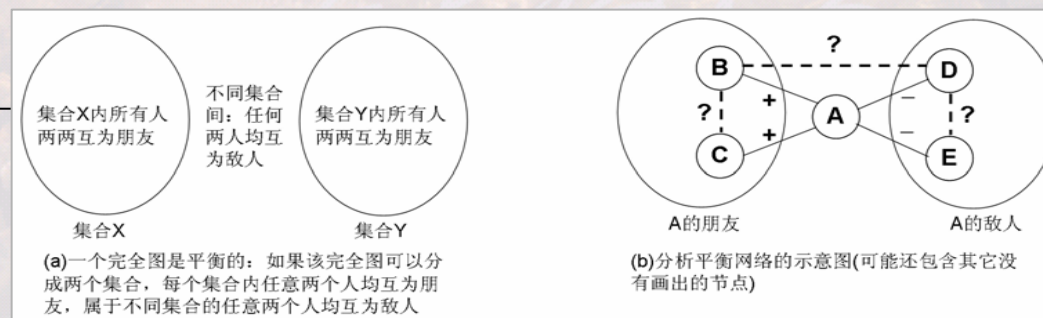 集合X内所有人
两两互为朋友
不同集合
间：任何
两人均互
为敌人
集合Y内所有人
两两互为朋友
集合X
集合Y
(a)一个完全图是平衡的：如果该完全图可以分
成两个集合，每个集合内任意两个人均互为朋
友，属于不同集合的任意两个人均互为敌人
?
B
D
+
−
?
A
?
+
−
C
E
A的朋友
A的敌人
(b)分析平衡网络的示意图(可能还包含其它没
有画出的节点)